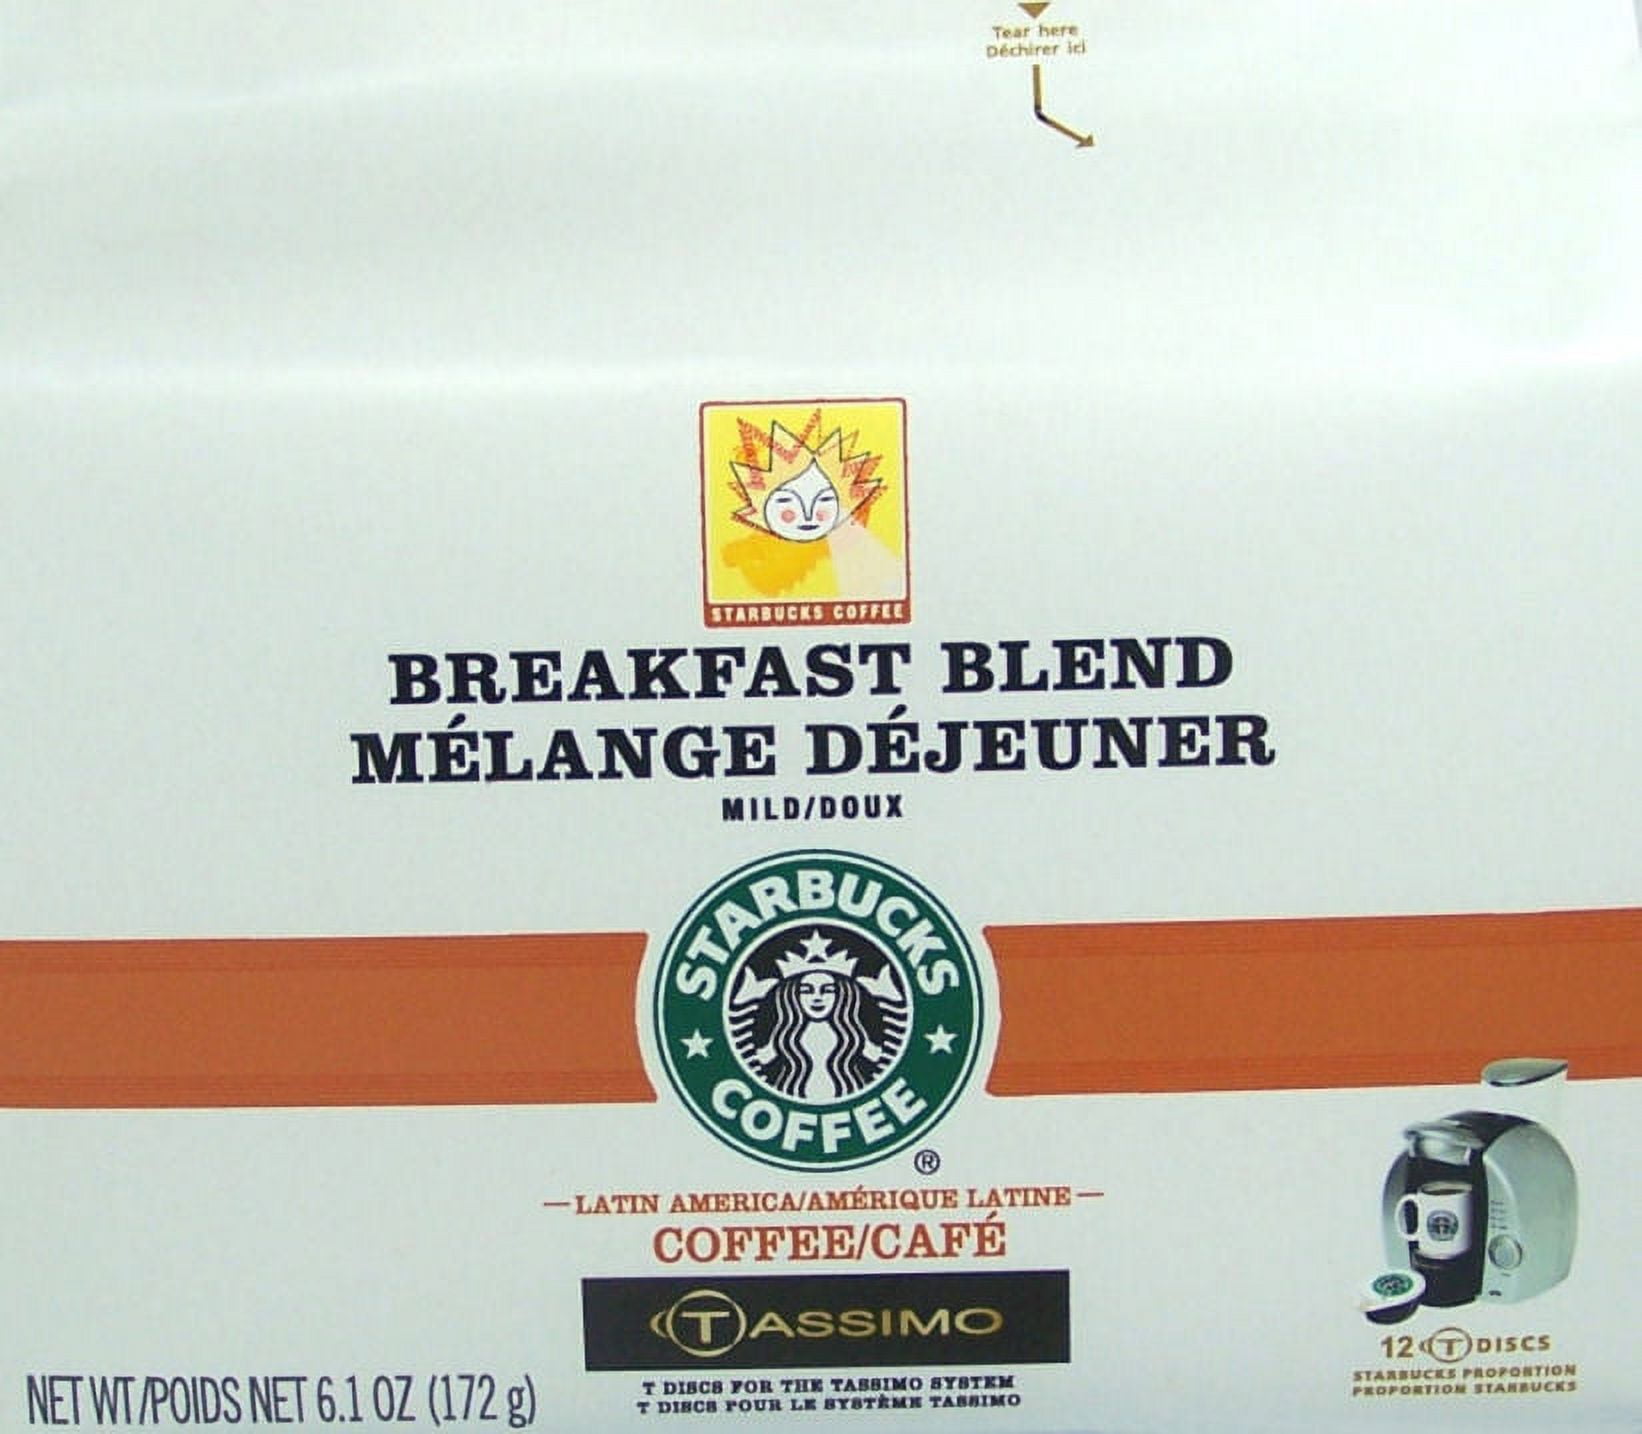 Tear here
Déchirer ici
STARBUCKS COFFEE
BREAKFAST BLEND
MÉLANGE DÉJEUNER
MILD/DOUX
STARBUCKS
COFFEE
®
LATIN AMERICA/AMÉRIQUE LATINE
COFFEE/CAFÉ
TASSIMO
T DISCS FOR THE TASSIMO SYSTEM
T DISCS POUR LE SYSTÈME TASSIMO
NET WT/POIDS NET 6.1 OZ (172 g)
12 T DISCS
STARBUCKS PROPORTION
PROPORTION STARBUCKS